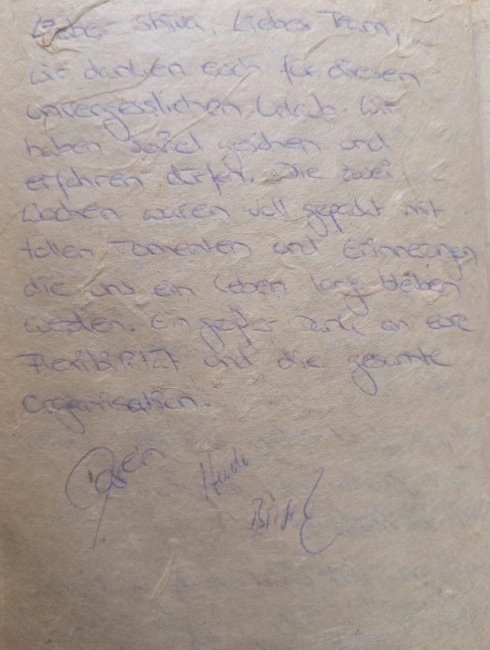 Lieber Shiva, Liebes Team,
wir danken euch für diesen
unvergesslichen Urlaub. Wir
haben soviel gesehen und
erfahren dürfen. Die zwei
Wochen waren voll gepackt mit
tollen Momenten und Erinnerungen
die uns ein Leben lang bleiben
werden. Ein großer Dank an eure
Flexibilität und die gesamte
Organisation.